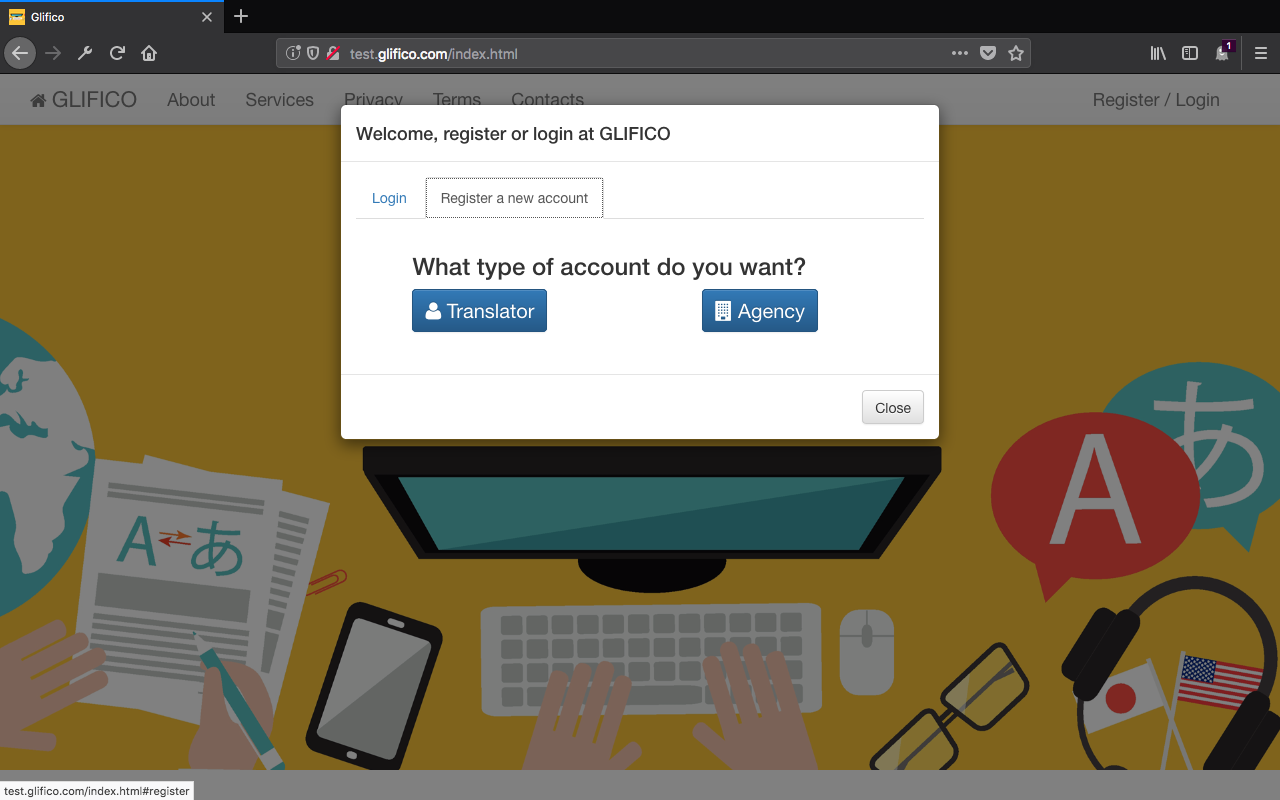 Glifico
1
test.glifico.com/index.html
GLIFICO About Services Privacy Terms Contacts Register / Login
Welcome, register or login at GLIFICO
Login Register a new account
What type of account do you want?
Translator Agency
Close
A あ
A あ
test.glifico.com/index.html#register